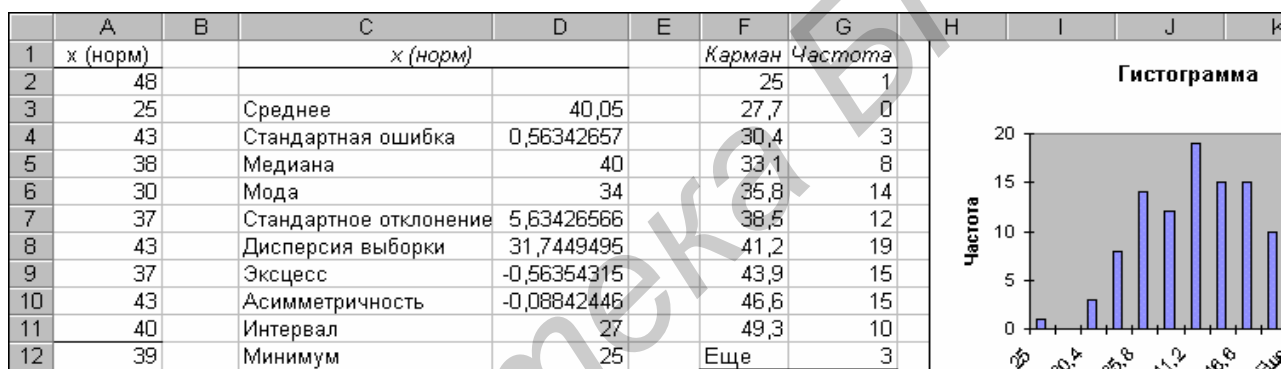 A B C D E F G H I J K
1 x (норм) x (норм) Карман Частота
2 48 25 1
3 25 Среднее 40,05 27,7 0
4 43 Стандартная ошибка 0,56342657 30,4 3
5 38 Медиана 40 33,1 8
6 30 Мода 34 35,8 14
7 37 Стандартное отклонение 5,63426566 38,5 12
8 43 Дисперсия выборки 31,7449495 41,2 19
9 37 Эксцесс -0,56354315 43,9 15
10 43 Асимметричность -0,08842446 46,6 15
11 40 Интервал 27 49,3 10
12 39 Минимум 25 Еще 3
Гистограмма
Частота
20
15
10
5
0
25 30,4 35,8 41,2 46,6 Еще